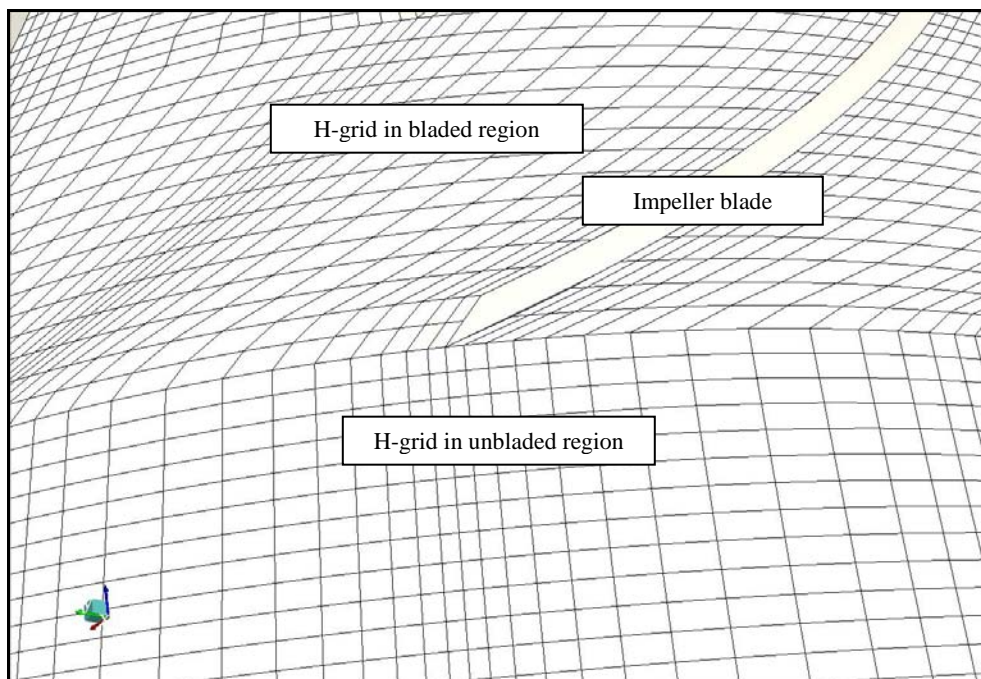 H-grid in bladed region
Impeller blade
H-grid in unbladed region